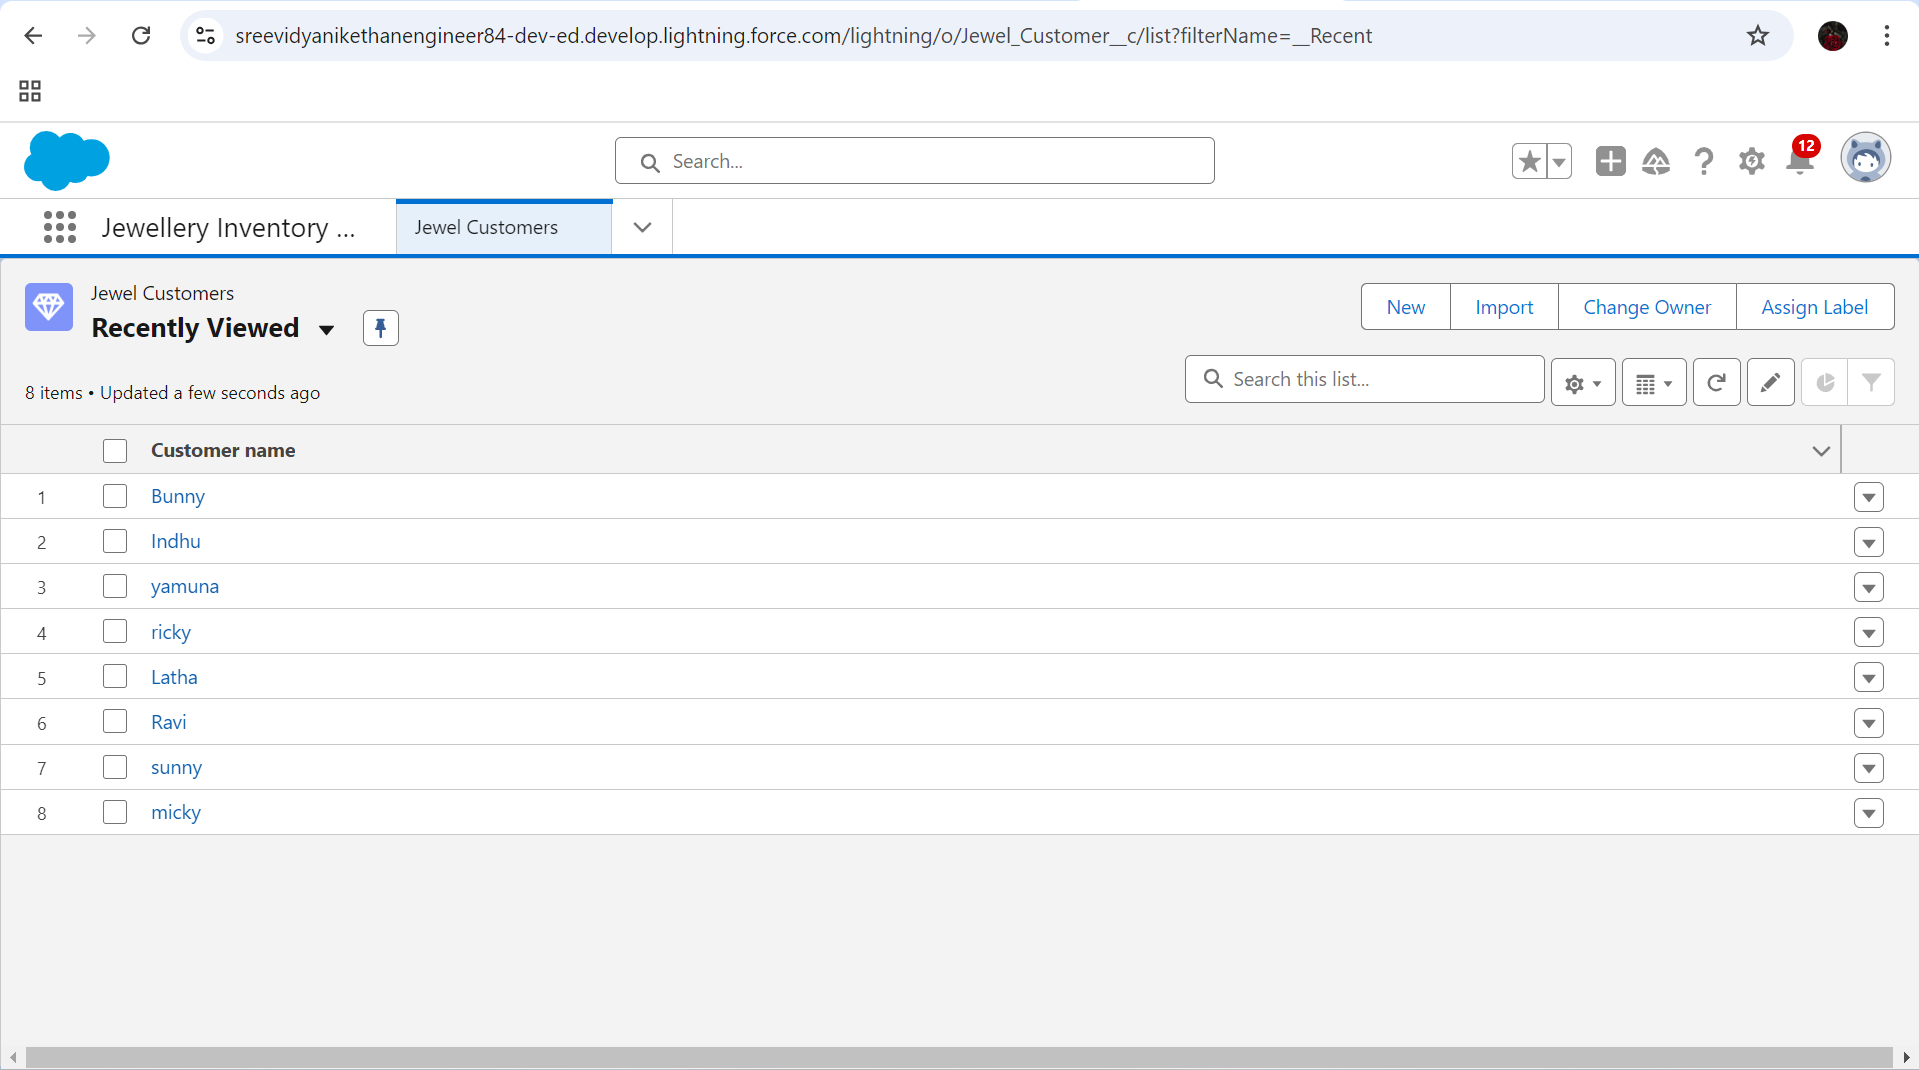 sreevidyanikethanengineer84-dev-ed.develop.lightning.force.com/lightning/o/Jewel_Customer__c/list?filterName=__Recent
Search...
12
Jewellery Inventory ...
Jewel Customers
Jewel Customers
Recently Viewed
New
Import
Change Owner
Assign Label
8 items • Updated a few seconds ago
Search this list...
Customer name
1 Bunny
2 Indhu
3 yamuna
4 ricky
5 Latha
6 Ravi
7 sunny
8 micky